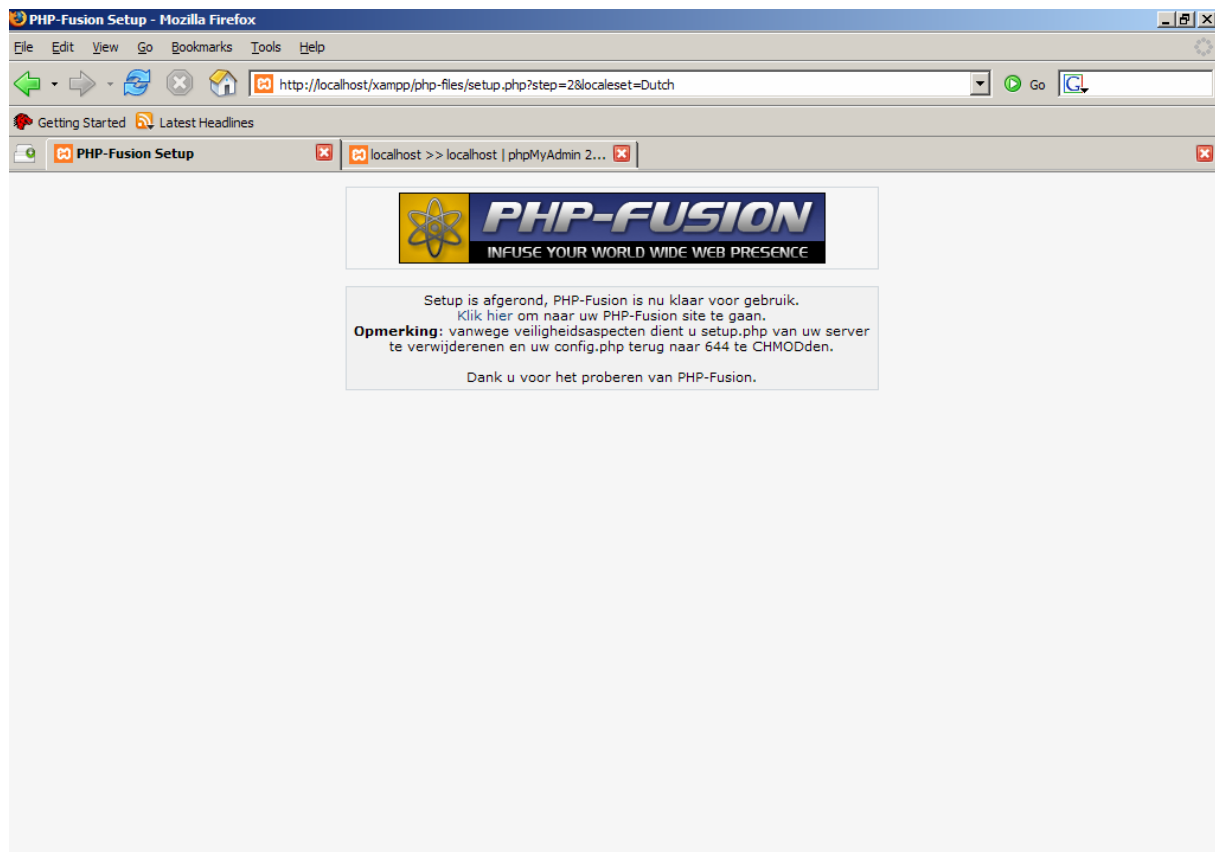 PHP-Fusion Setup - Mozilla Firefox
File Edit View Go Bookmarks Tools Help
http://localhost/xampp/php-files/setup.php?step=2&localeset=Dutch Go G
Getting Started Latest Headlines
PHP-Fusion Setup localhost >> localhost | phpMyAdmin 2...
PHP-FUSION
INFUSE YOUR WORLD WIDE WEB PRESENCE
Setup is afgerond, PHP-Fusion is nu klaar voor gebruik.
Klik hier om naar uw PHP-Fusion site te gaan.
Opmerking: vanwege veiligheidsaspecten dient u setup.php van uw server
te verwijderenen en uw config.php terug naar 644 te CHMODden.
Dank u voor het proberen van PHP-Fusion.